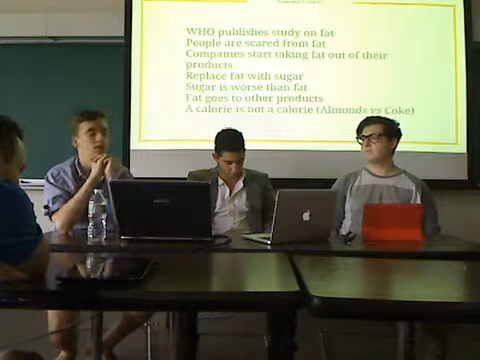 WHO publishes study on fat
People are scared from fat
Companies start taking fat out of their
products
Replace fat with sugar
Sugar is worse than fat
Fat goes to other products
A calorie is not a calorie (Almonds vs Coke)